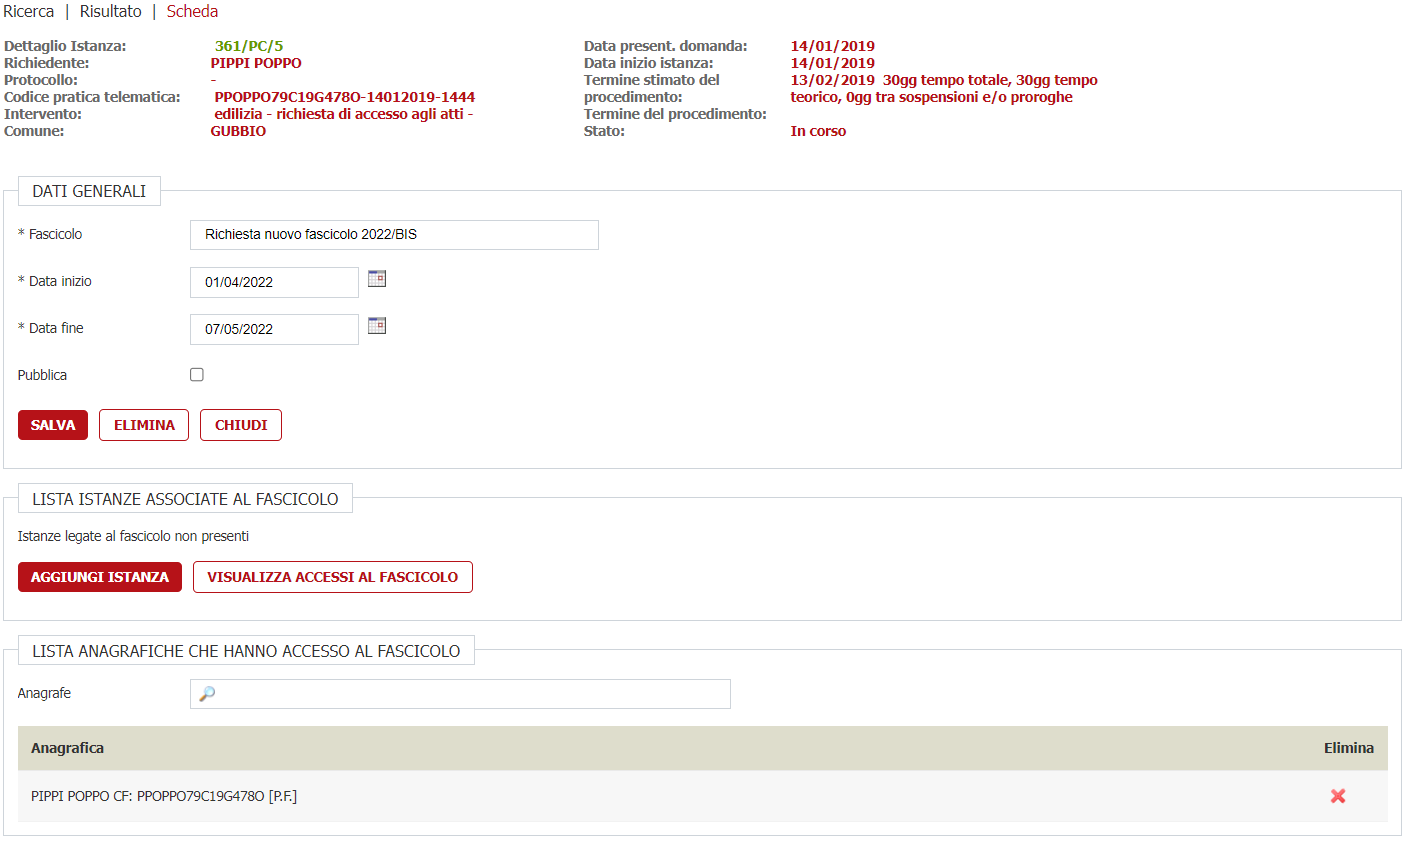 Ricerca | Risultato | Scheda
Dettaglio Istanza: 361/PC/5
Richiedente: PIPPI POPPO
Protocollo: -
Codice pratica telematica: PPOPPO79C19G478O-14012019-1444
Intervento: edilizia - richiesta di accesso agli atti -
Comune: GUBBIO
Data present. domanda: 14/01/2019
Data inizio istanza: 14/01/2019
Termine stimato del 13/02/2019 30gg tempo totale, 30gg tempo
procedimento: teorico, 0gg tra sospensioni e/o proroghe
Termine del procedimento:
Stato: In corso
DATI GENERALI
* Fascicolo Richiesta nuovo fascicolo 2022/BIS
* Data inizio 01/04/2022
* Data fine 07/05/2022
Pubblica
SALVA ELIMINA CHIUDI
LISTA ISTANZE ASSOCIATE AL FASCICOLO
Istanze legate al fascicolo non presenti
AGGIUNGI ISTANZA VISUALIZZA ACCESSI AL FASCICOLO
LISTA ANAGRAFICHE CHE HANNO ACCESSO AL FASCICOLO
Anagrafe
Anagrafica Elimina
PIPPI POPPO CF: PPOPPO79C19G478O [P.F.]